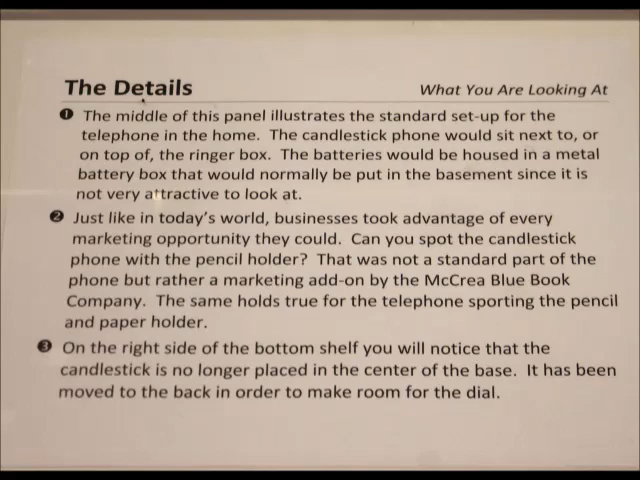 The Details
What You Are Looking At
❶ The middle of this panel illustrates the standard set-up for the
telephone in the home. The candlestick phone would sit next to, or
on top of, the ringer box. The batteries would be housed in a metal
battery box that would normally be put in the basement since it is
not very attractive to look at.
❷ Just like in today's world, businesses took advantage of every
marketing opportunity they could. Can you spot the candlestick
phone with the pencil holder? That was not a standard part of the
phone but rather a marketing add-on by the McCrea Blue Book
Company. The same holds true for the telephone sporting the pencil
and paper holder.
❸ On the right side of the bottom shelf you will notice that the
candlestick is no longer placed in the center of the base. It has been
moved to the back in order to make room for the dial.